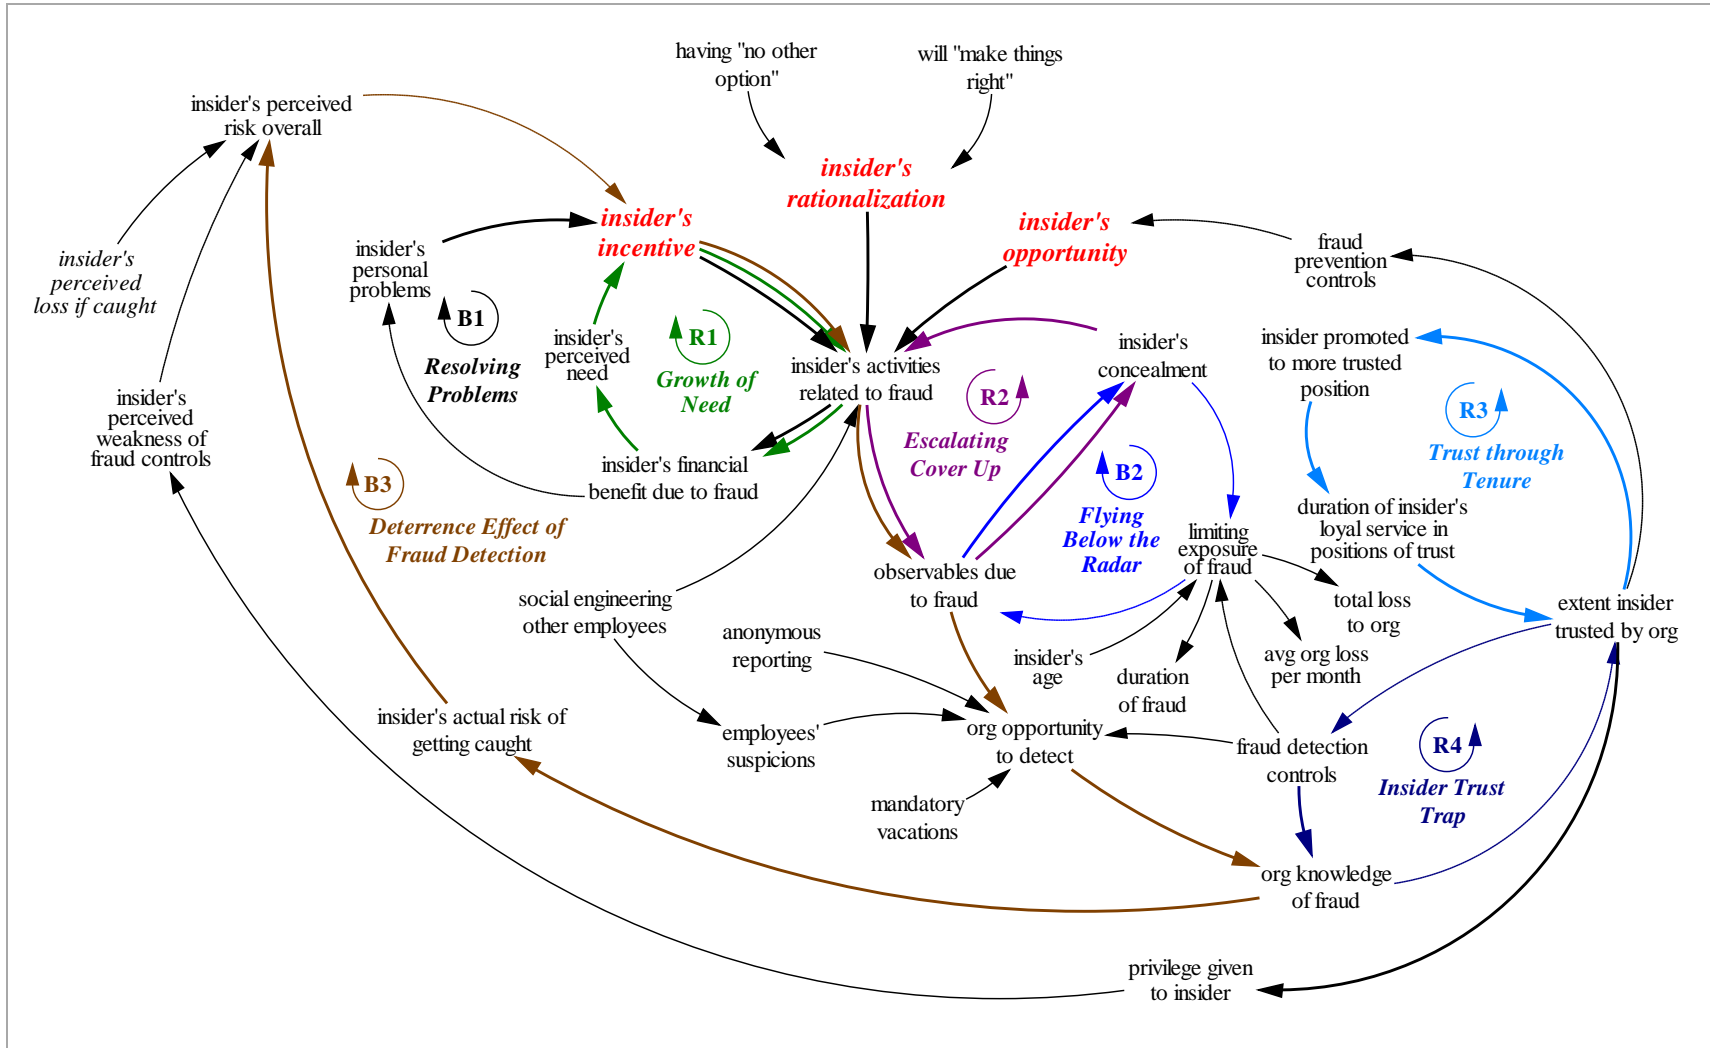 having "no other
option"
will "make things
right"
insider's perceived
risk overall
insider's
rationalization
insider's
incentive
insider's
opportunity
insider's
personal
problems
fraud
prevention
controls
insider's
perceived
loss if caught
B1
Resolving
Problems
insider's
perceived
need
R1
Growth of
Need
insider's activities
related to fraud
insider's
concealment
insider promoted
to more trusted
position
R2
Escalating
Cover Up
R3
Trust through
Tenure
insider's
perceived
weakness of
fraud controls
insider's financial
benefit due to fraud
B2
Flying
Below the
Radar
B3
Deterrence Effect of
Fraud Detection
duration of insider's
loyal service in
positions of trust
limiting
exposure
of fraud
observables due
to fraud
social engineering
other employees
total loss
to org
extent insider
trusted by org
anonymous
reporting
insider's
age
duration
of fraud
avg org loss
per month
insider's actual risk of
getting caught
employees'
suspicions
org opportunity
to detect
fraud detection
controls
R4
Insider Trust
Trap
mandatory
vacations
org knowledge
of fraud
privilege given
to insider